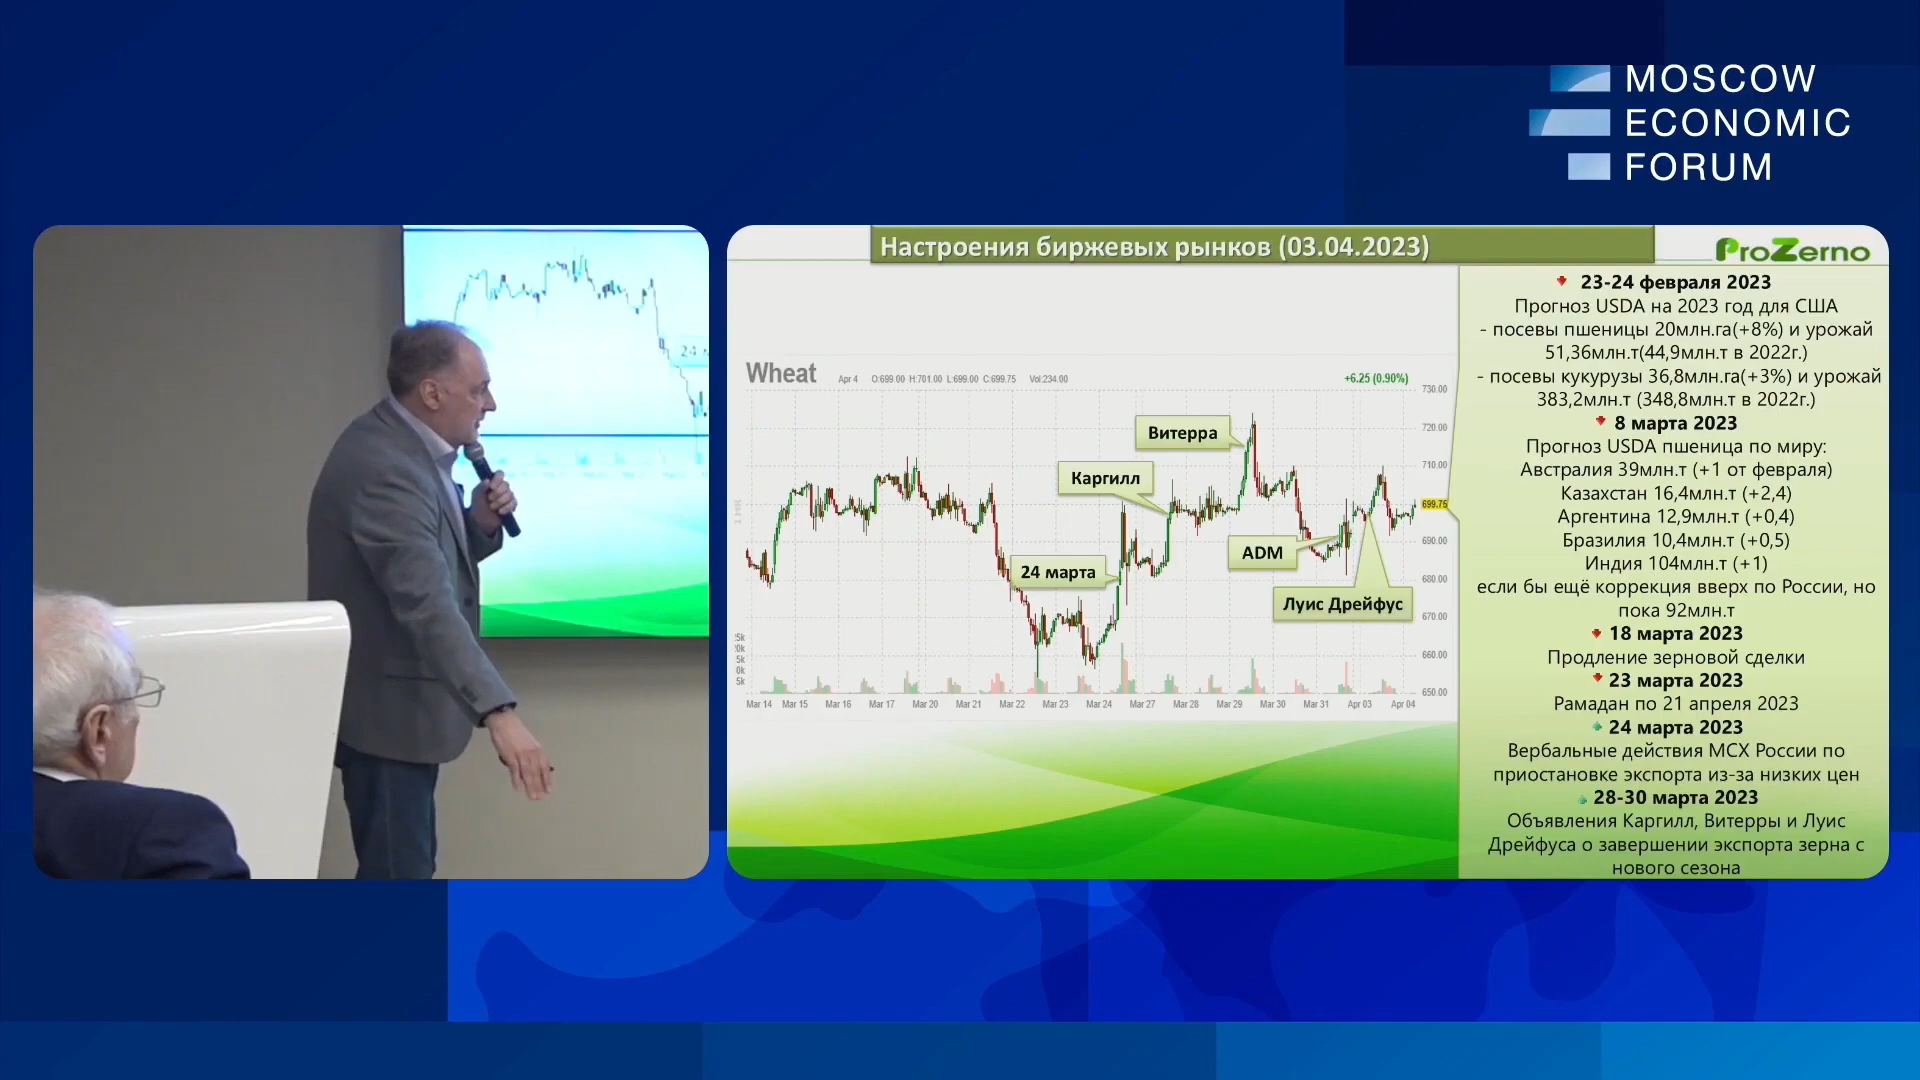 MOSCOW
ECONOMIC
FORUM
24
Настроения биржевых рынков (03.04.2023)
ProZerno
Wheat
Apr 4 O:699.00 H:701.00 L:699.00 C:699.75 Vol:234.00
+6.25 (0.90%)
730.00
720.00
710.00
699.75
690.00
680.00
670.00
660.00
650.00
Витерра
Каргилл
24 марта
ADM
Луис Дрейфус
Mar 14 Mar 15 Mar 16 Mar 17 Mar 20 Mar 21 Mar 22 Mar 23 Mar 24 Mar 27 Mar 28 Mar 29 Mar 30 Mar 31 Apr 03 Apr 04
23-24 февраля 2023
Прогноз USDA на 2023 год для США
- посевы пшеницы 20млн.га(+8%) и урожай
51,36млн.т(44,9млн.т в 2022г.)
- посевы кукурузы 36,8млн.га(+3%) и урожай
383,2млн.т (348,8млн.т в 2022г.)
8 марта 2023
Прогноз USDA пшеница по миру:
Австралия 39млн.т (+1 от февраля)
Казахстан 16,4млн.т (+2,4)
Аргентина 12,9млн.т (+0,4)
Бразилия 10,4млн.т (+0,5)
Индия 104млн.т (+1)
если бы ещё коррекция вверх по России, но
пока 92млн.т
18 марта 2023
Продление зерновой сделки
23 марта 2023
Рамадан по 21 апреля 2023
24 марта 2023
Вербальные действия МСХ России по
приостановке экспорта из-за низких цен
28-30 марта 2023
Объявления Каргилл, Витерры и Луис
Дрейфуса о завершении экспорта зерна с
нового сезона